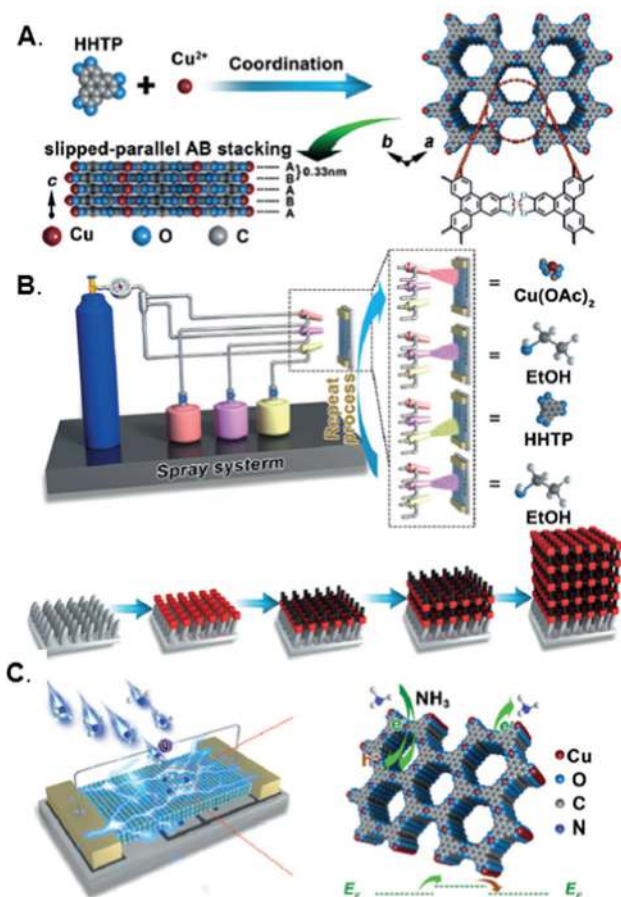 A.
HHTP
+
Cu2+
Coordination
slipped-parallel AB stacking
c
A
B
A
B
A
0.33nm
b
a
Cu
O
C
B.
Spray systerm
Repeat
process
=
Cu(OAc)2
=
EtOH
=
HHTP
=
EtOH
C.
NH3
e
h
e
Cu
O
C
N
EF
EF